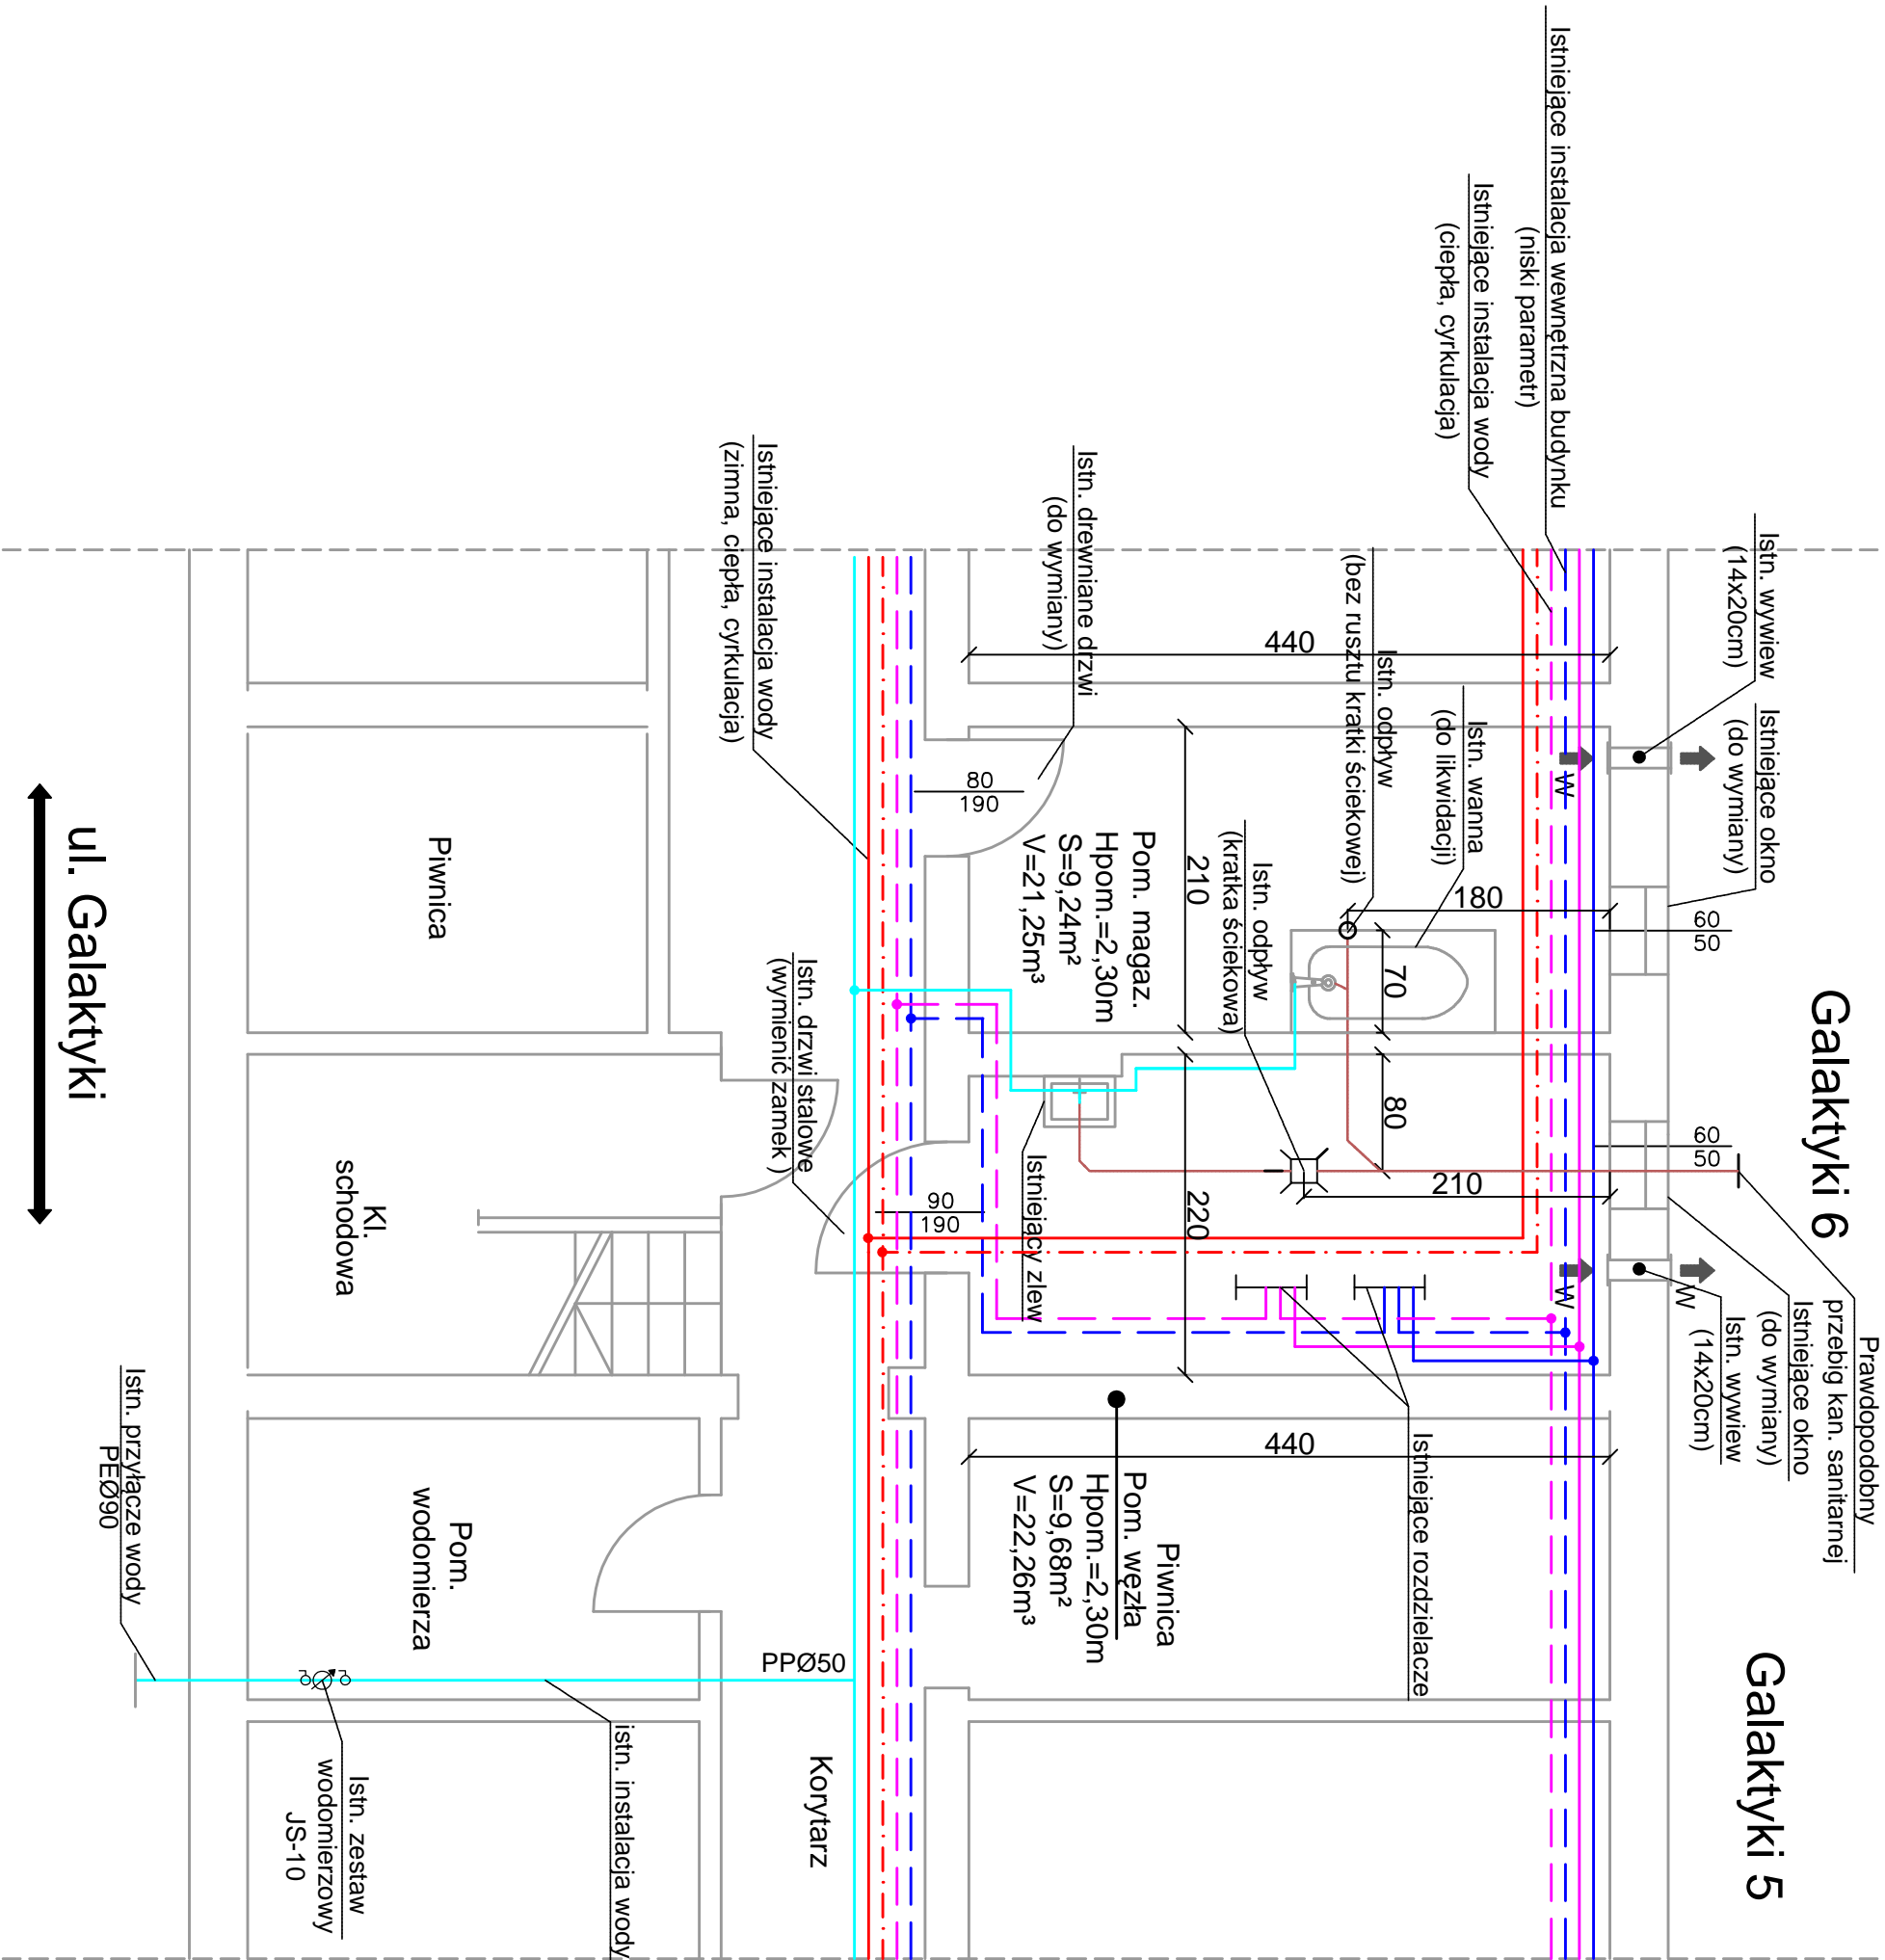 Istniejące instalacja wewnętrzna budynku
(niski parametr)
Istniejące instalacja wody
(ciepła, cyrkulacja)
Istn. wywiew
(14x20cm)
Istniejące okno
(do wymiany)
Galaktyki 6
Galaktyki 5
Prawdopodobny
przebig kan. sanitarnej
Istniejące okno
(do wymiany)
Istn. wywiew
(14x20cm)
W
W
W
60
50
60
50
Istn. wanna
(do likwidacji)
Istn. odpływ
(bez rusztu kratki ściekowej)
Istn. odpływ
(kratka ściekowa)
440
180
70
80
210
210
220
440
Istn. drewniane drzwi
(do wymiany)
80
190
Pom. magaz.
Hpom.=2,30m
S=9,24m²
V=21,25m³
Istniejący zlew
Istniejące rozdzielacze
Piwnica
Pom. węzła
Hpom.=2,30m
S=9,68m²
V=22,26m³
90
190
Istn. drzwi stalowe
(wymienić zamek )
Istniejące instalacja wody
(zimna, ciepła, cyrkulacja)
Korytarz
PPØ50
Piwnica
Kl.
schodowa
Pom.
wodomierza
istn. instalacja wody
Istn. zestaw
wodomierzowy
JS-10
Istn. przyłącze wody
PEØ90
ul. Galaktyki